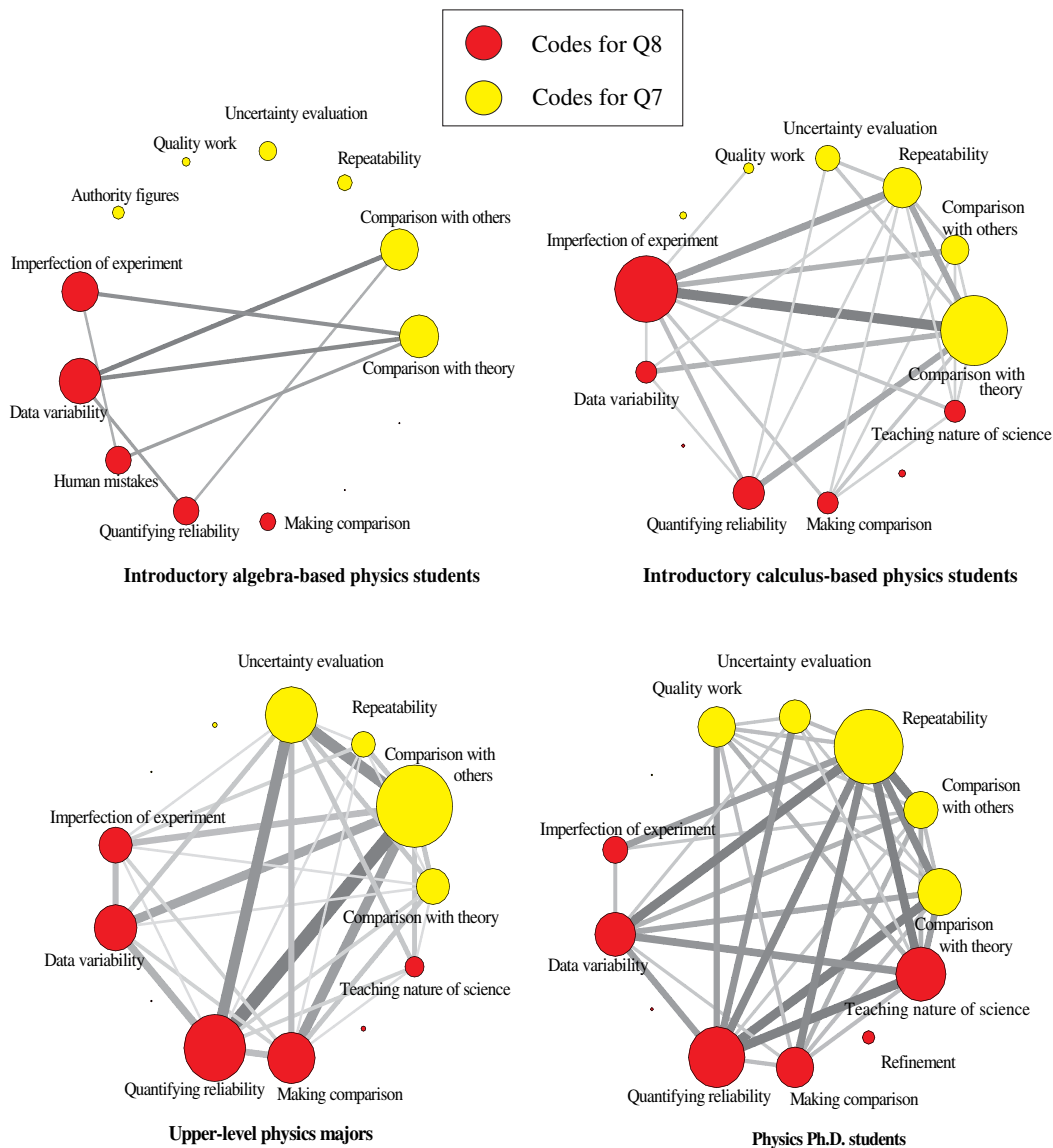 Codes for Q8
Codes for Q7
Uncertainty evaluation
Quality work
Repeatability
Authority figures
Comparison with others
Imperfection of experiment
Comparison with theory
Data variability
Human mistakes
Quantifying reliability
Making comparison
Introductory algebra-based physics students
Uncertainty evaluation
Quality work
Repeatability
Comparison
with others
Imperfection of experiment
Comparison with
theory
Data variability
Teaching nature of science
Quantifying reliability
Making comparison
Introductory calculus-based physics students
Uncertainty evaluation
Repeatability
Comparison with
others
Imperfection of experiment
Comparison with theory
Data variability
Teaching nature of science
Quantifying reliability
Making comparison
Upper-level physics majors
Uncertainty evaluation
Quality work
Repeatability
Comparison
with others
Imperfection of experiment
Comparison
with theory
Data variability
Teaching nature of science
Refinement
Quantifying reliability
Making comparison
Physics Ph.D. students